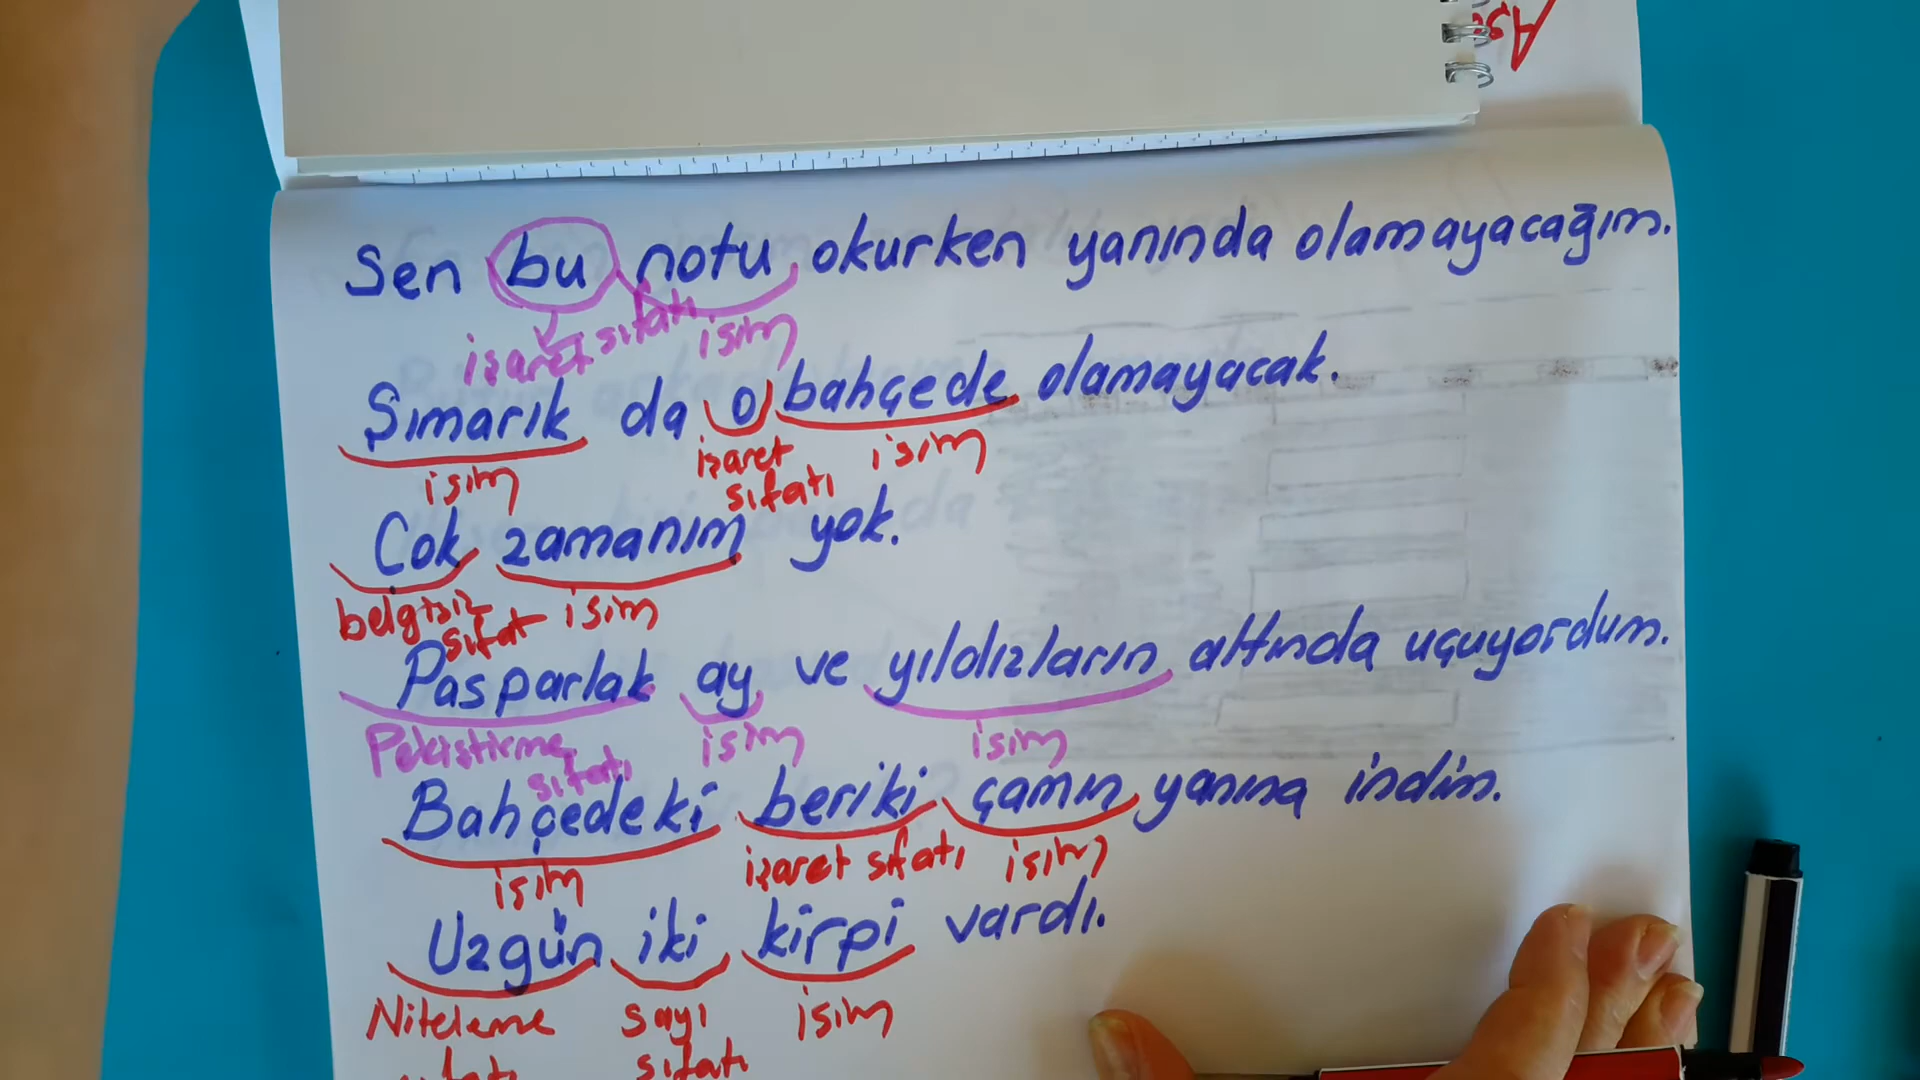 Aşa
Sen bu notu okurken yanında olamayacağım.
işaret sıfatı isim
Şımarık da o bahçede olamayacak.
isim işaret sıfatı isim
Cok zamanım yok.
belgisiz sıfat isim
Pasparlak ay ve yıldızların altında uçuyordum.
Pekiştirme sıfatı isim isim
Bahçedeki beriki çamın yanına indim.
isim işaret sıfatı isim
Uzgün iki kirpi vardı.
Niteleme sayı isim
sıfatı